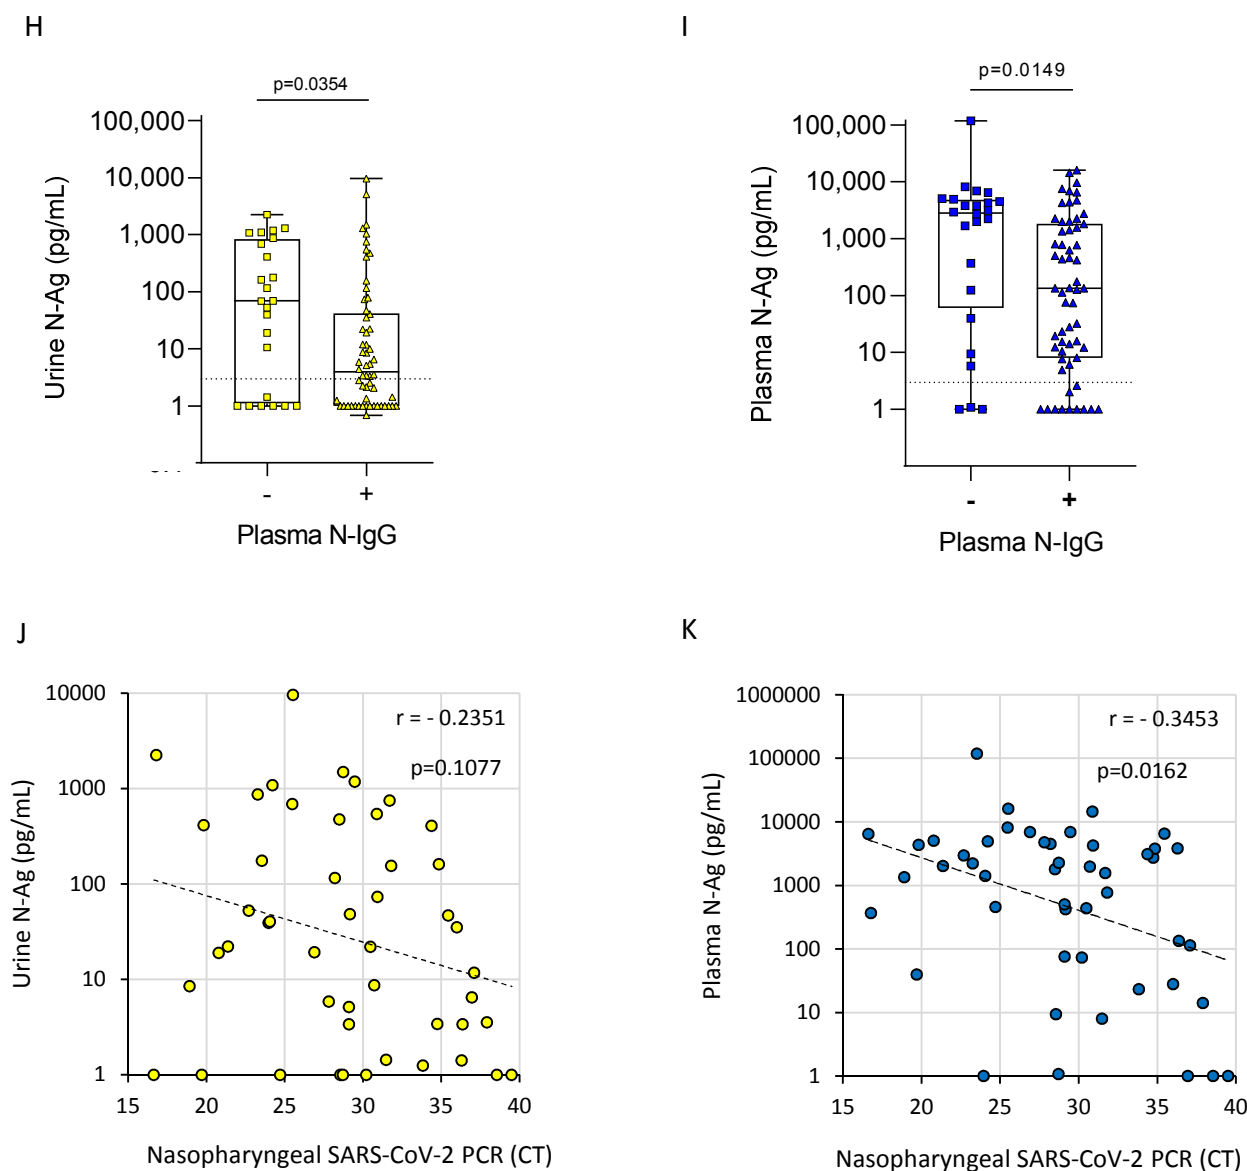 H
p=0.0354
100,000
10,000
1,000
100
10
1
Urine N-Ag (pg/mL)
- +
Plasma N-IgG
I
p=0.0149
100,000
10,000
1,000
100
10
1
Plasma N-Ag (pg/mL)
- +
Plasma N-IgG
J
10000
1000
100
10
1
Urine N-Ag (pg/mL)
r = - 0.2351
p=0.1077
15 20 25 30 35 40
Nasopharyngeal SARS-CoV-2 PCR (CT)
K
1000000
100000
10000
1000
100
10
1
Plasma N-Ag (pg/mL)
r = - 0.3453
p=0.0162
15 20 25 30 35 40
Nasopharyngeal SARS-CoV-2 PCR (CT)